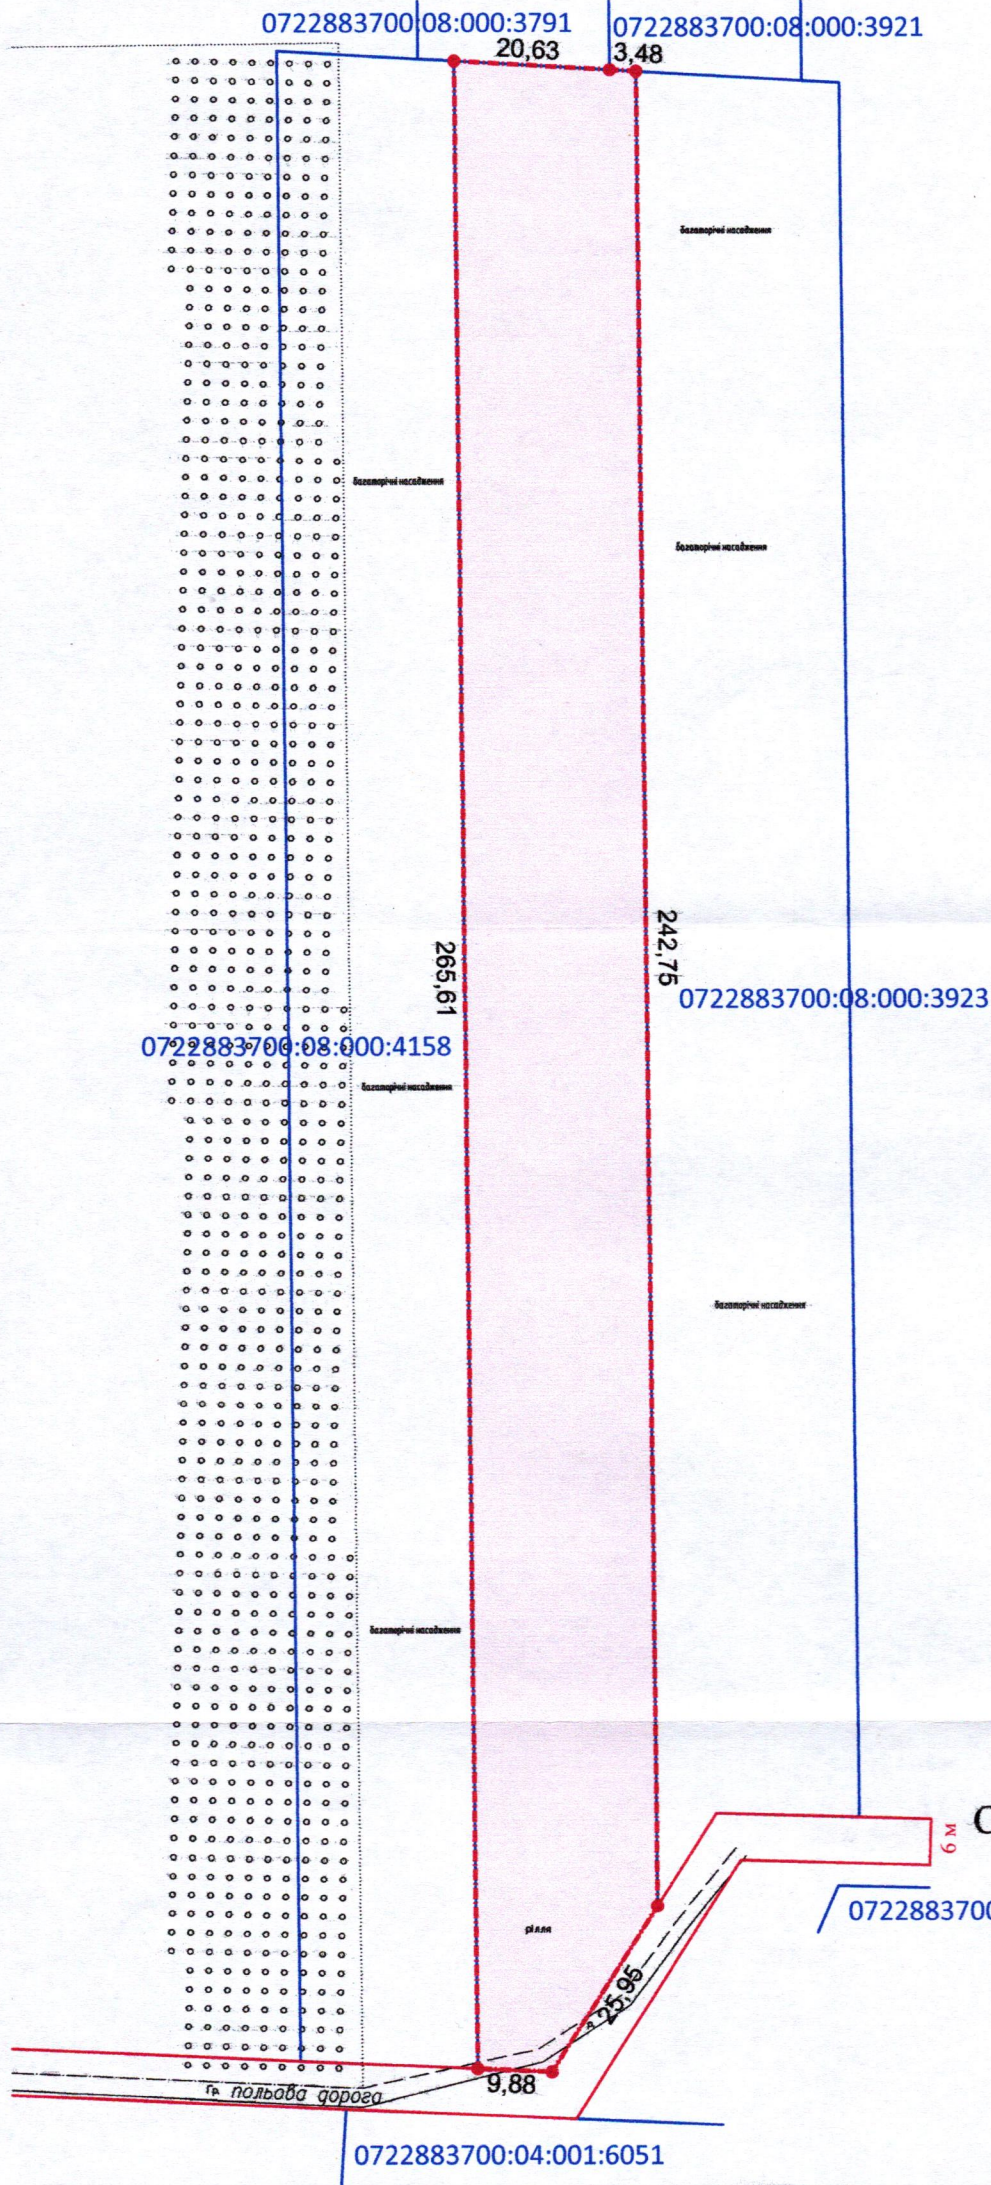 0722883700:08:000:3791
0722883700:08:000:3921
20,63
3,48
багаторічні насадження
багаторічні насадження
багаторічні насадження
265,61
242,75
0722883700:08:000:3923
0722883700:08:000:4158
багаторічні насадження
багаторічні насадження
багаторічні насадження
6 м
С
0722883700
рілля
25,95
9,88
гр. польова дорога
0722883700:04:001:6051